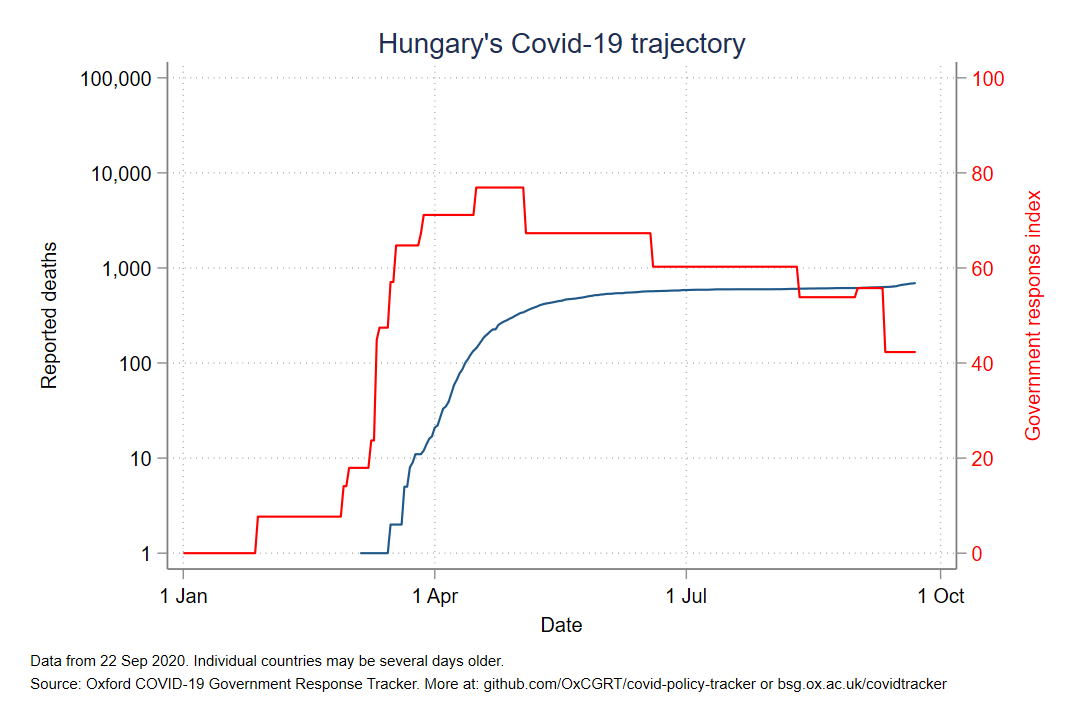 Hungary's Covid-19 trajectory
100,000
10,000
1,000
100
10
1
Reported deaths
100
80
60
40
20
0
Government response index
1 Jan
1 Apr
1 Jul
1 Oct
Date
Data from 22 Sep 2020. Individual countries may be several days older.
Source: Oxford COVID-19 Government Response Tracker. More at: github.com/OxCGRT/covid-policy-tracker or bsg.ox.ac.uk/covidtracker